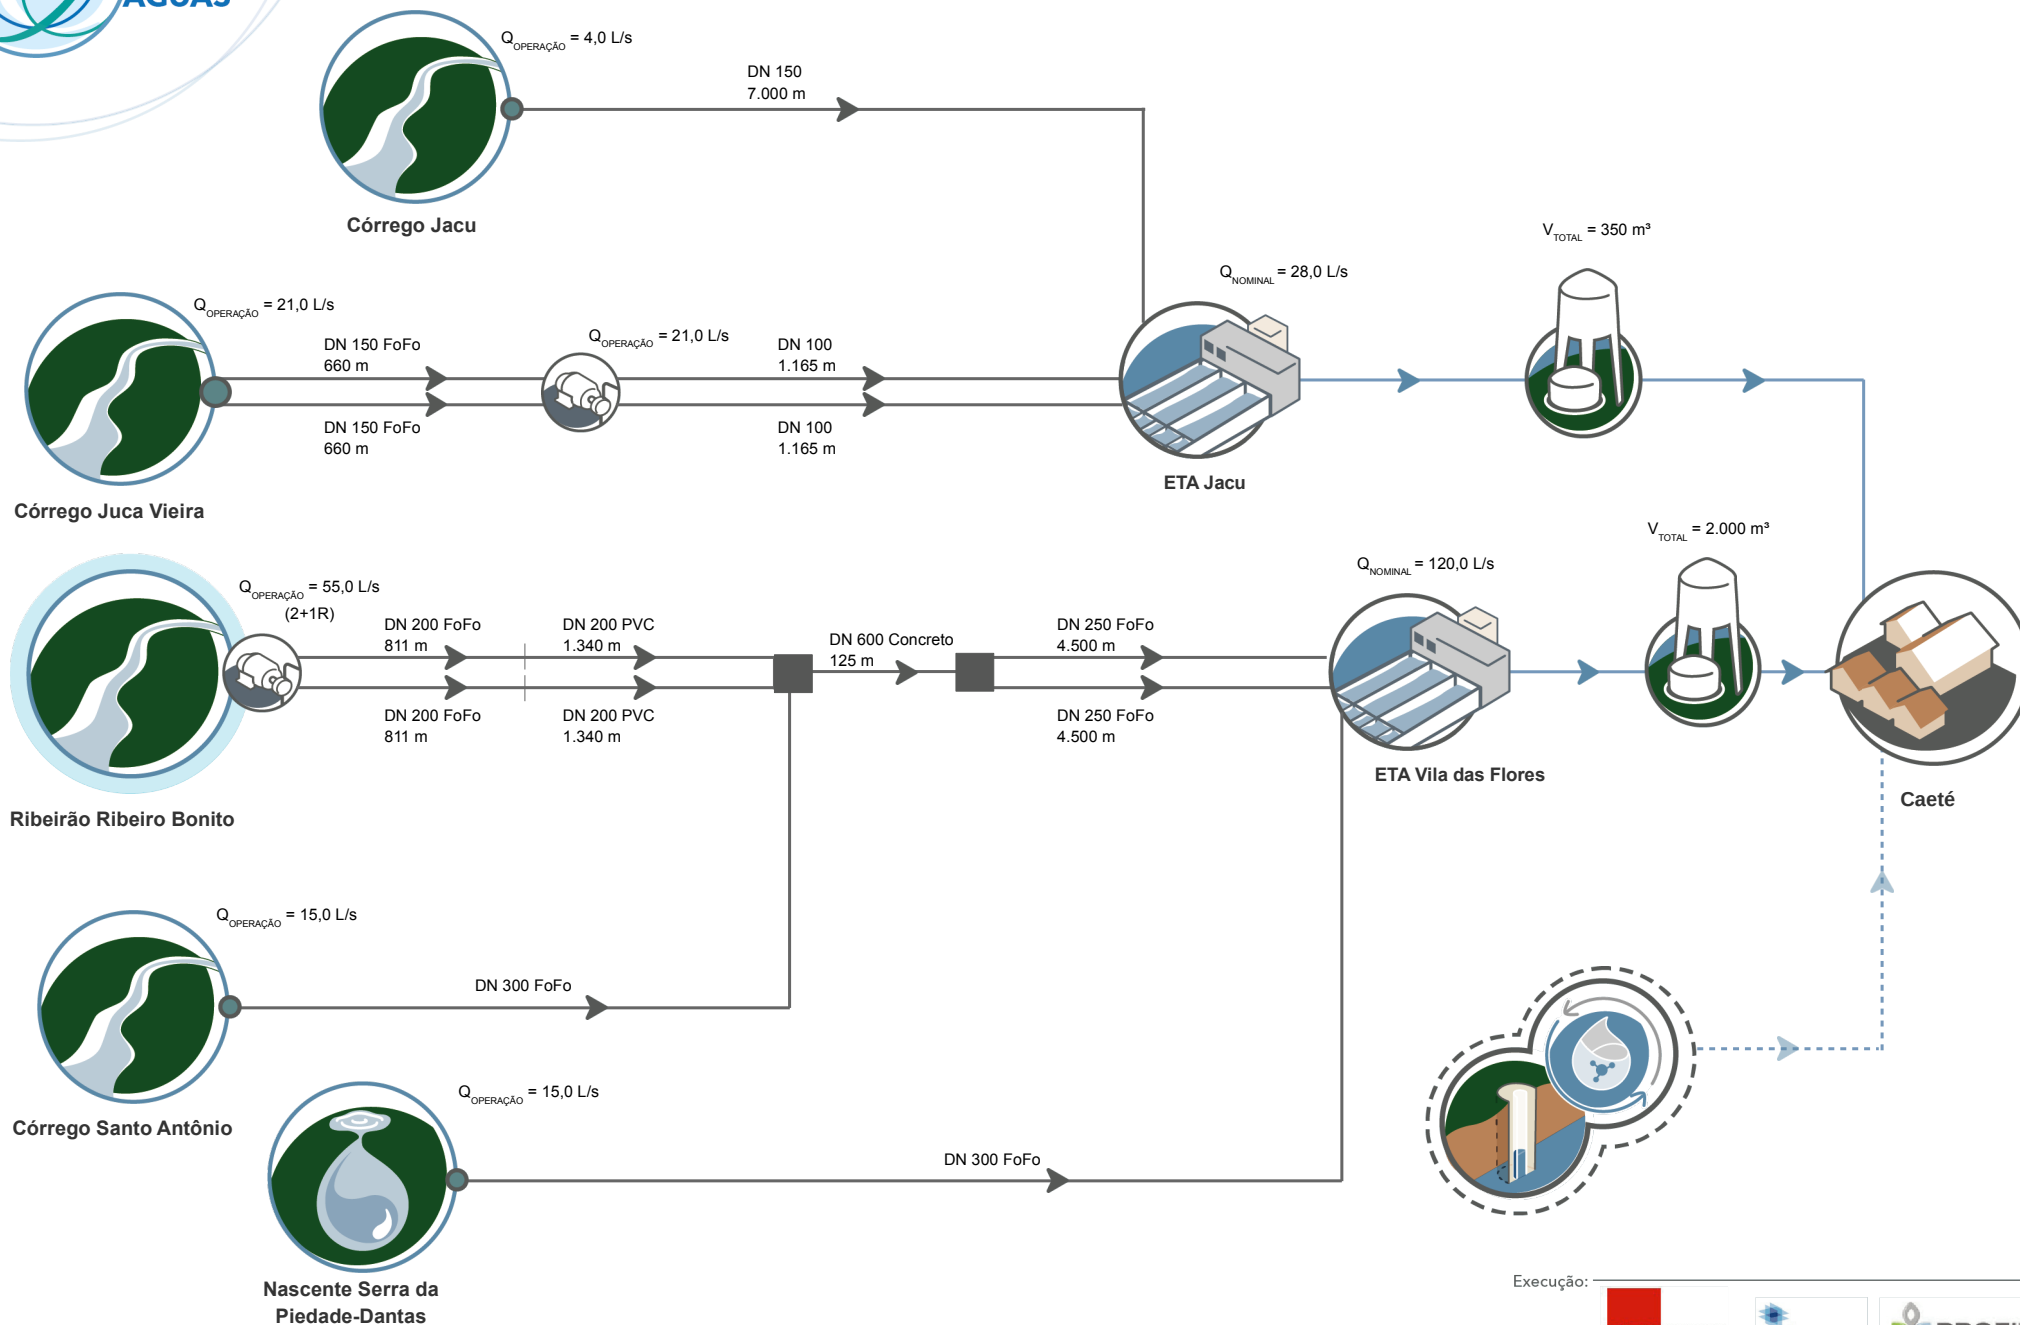 ÁGUAS
QOPERAÇÃO = 4,0 L/s
DN 150
7.000 m
Córrego Jacu
VTOTAL = 350 m³
QNOMINAL = 28,0 L/s
QOPERAÇÃO = 21,0 L/s
DN 150 FoFo
660 m
QOPERAÇÃO = 21,0 L/s
DN 100
1.165 m
DN 150 FoFo
660 m
DN 100
1.165 m
ETA Jacu
Córrego Juca Vieira
VTOTAL = 2.000 m³
QNOMINAL = 120,0 L/s
QOPERAÇÃO = 55,0 L/s
(2+1R)
DN 200 FoFo
811 m
DN 200 PVC
1.340 m
DN 600 Concreto
125 m
DN 250 FoFo
4.500 m
DN 200 FoFo
811 m
DN 200 PVC
1.340 m
DN 250 FoFo
4.500 m
ETA Vila das Flores
Caeté
Ribeirão Ribeiro Bonito
QOPERAÇÃO = 15,0 L/s
DN 300 FoFo
Córrego Santo Antônio
QOPERAÇÃO = 15,0 L/s
DN 300 FoFo
Nascente Serra da
Piedade-Dantas
Execução: